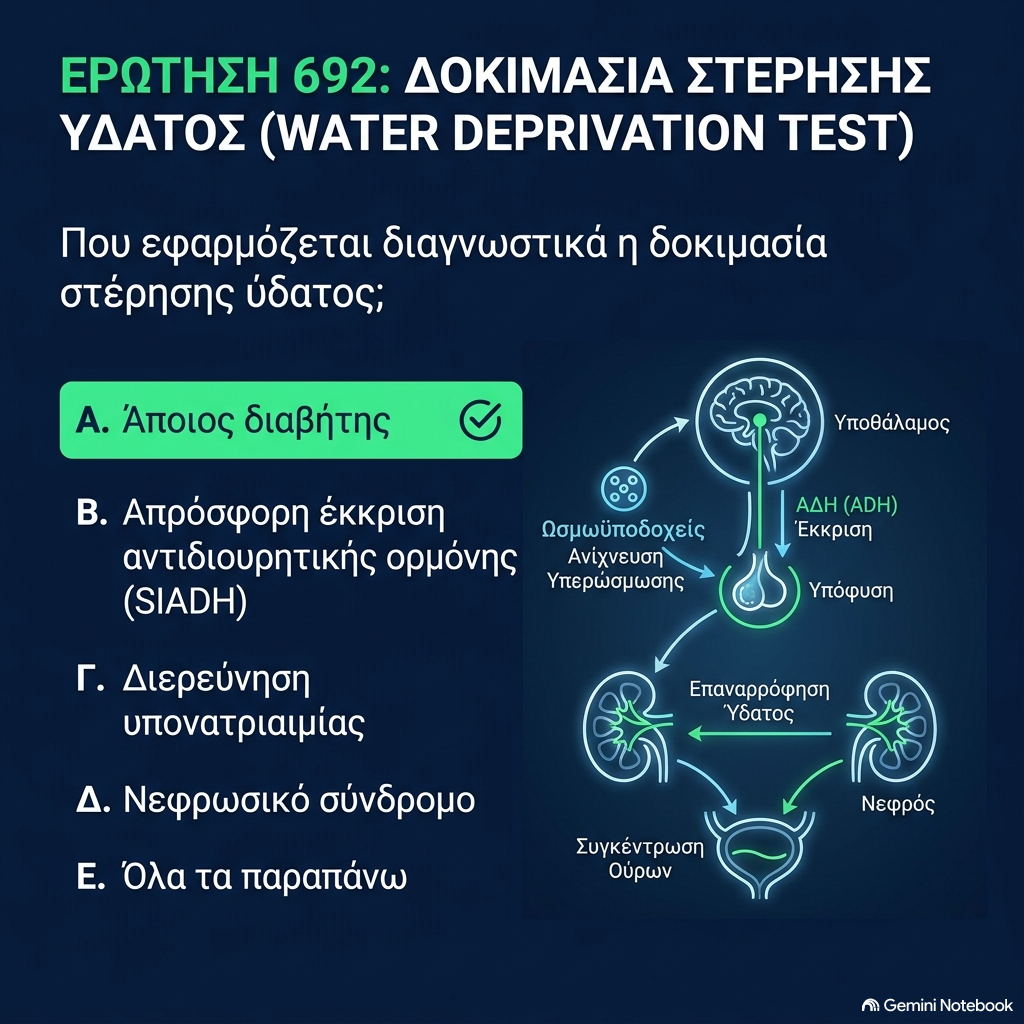 ΕΡΩΤΗΣΗ 692: ΔΟΚΙΜΑΣΙΑ ΣΤΕΡΗΣΗΣ
ΥΔΑΤΟΣ (WATER DEPRIVATION TEST)
Που εφαρμόζεται διαγνωστικά η δοκιμασία
στέρησης ύδατος;
Α. Άποιος διαβήτης
Β. Απρόσφορη έκκριση
αντιδιουρητικής ορμόνης
(SIADH)
Γ. Διερεύνηση
υπονατριαιμίας
Δ. Νεφρωσικό σύνδρομο
Ε. Όλα τα παραπάνω
Υποθάλαμος
ΑΔΗ (ADH)
Έκκριση
Ωσμωϋποδοχείς
Ανίχνευση
Υπερώσμωσης
Υπόφυση
Επαναρρόφηση
Ύδατος
Νεφρός
Συγκέντρωση
Ούρων
Gemini Notebook